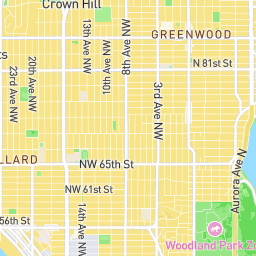 Crown Hill
GREENWOOD
N 81st St
8th Ave NW
13th Ave NW
10th Ave NW
20th Ave NW
23rd Ave NW
3rd Ave NW
ts
LLARD
NW 65th St
NW 61st St
56th St
14th Ave NW
Aurora Ave N
Woodland Park Zo